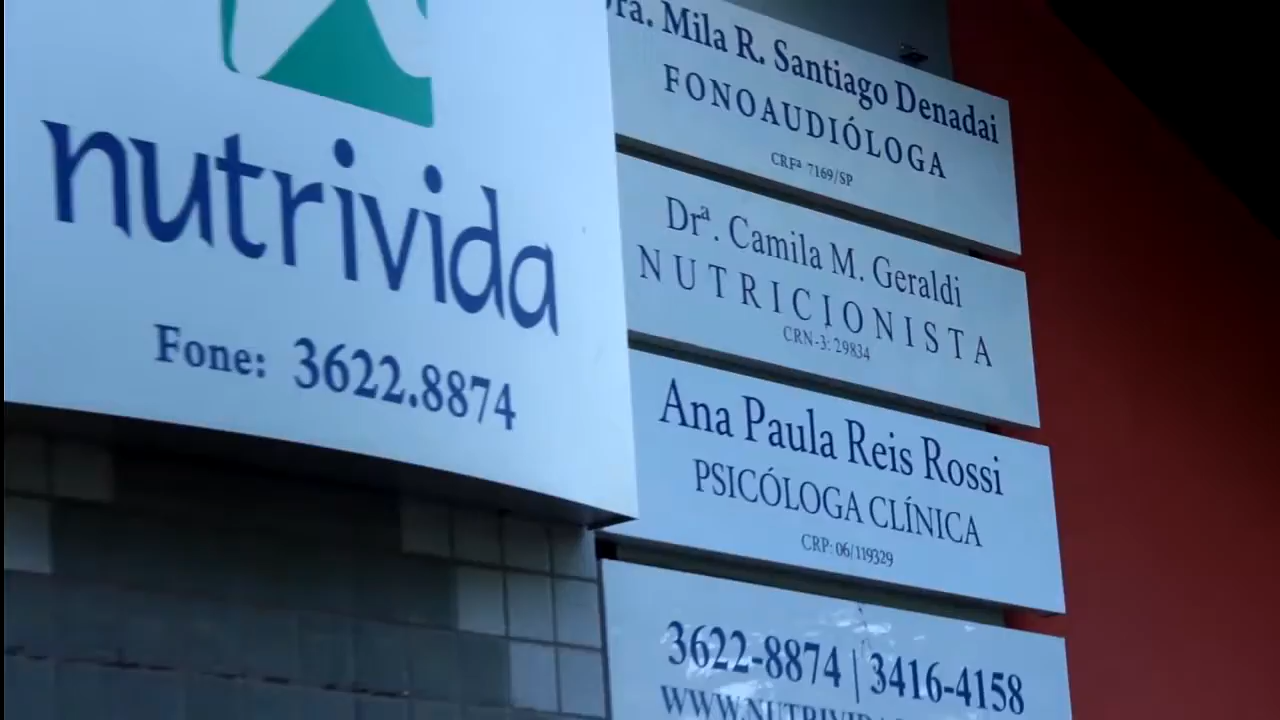 nutrivida
Fone: 3622.8874
Mila R. Santiago Denadai
FONOAUDIÓLOGA
CRFª 7169/SP
Drª. Camila M. Geraldi
NUTRICIONISTA
CRN-3: 29834
Ana Paula Reis Rossi
PSICÓLOGA CLÍNICA
CRP: 06/119329
3622-8874 | 3416-4158